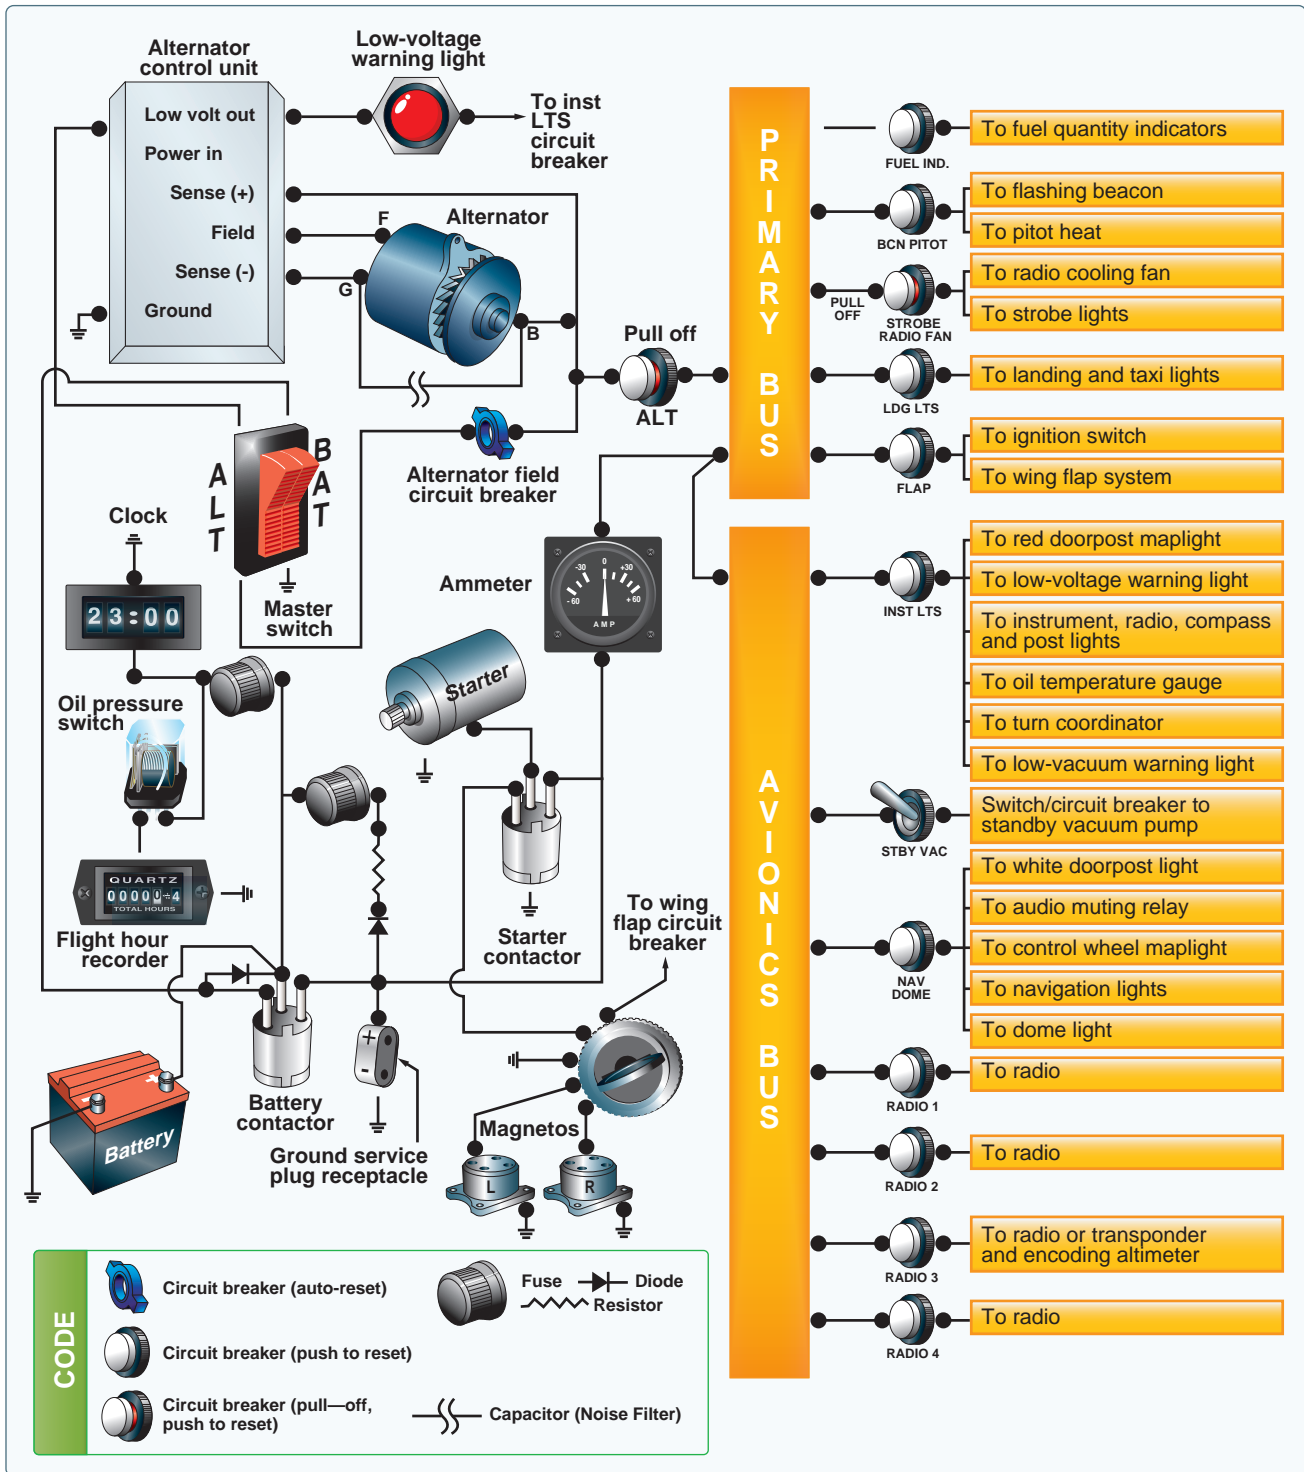 Alternator
control unit
Low volt out
Power in
Sense (+)
Field
Sense (-)
Ground
Low-voltage
warning light
To inst
LTS
circuit
breaker
F
Alternator
G
B
Pull off
ALT
Alternator field
circuit breaker
ALT
BAT
Master
switch
Clock
23:00
Oil pressure
switch
QUARTZ
00000÷4
TOTAL HOURS
Flight hour
recorder
Ammeter
-60
-30
0
+30
+60
AMP
Starter
Starter
contactor
To wing
flap circuit
breaker
Battery
+
-
Battery
contactor
+
-
Ground service
plug receptacle
Magnetos
L
R
PRIMARY BUS
FUEL IND.
To fuel quantity indicators
BCN PITOT
To flashing beacon
To pitot heat
PULL
OFF
STROBE
RADIO FAN
To radio cooling fan
To strobe lights
LDG LTS
To landing and taxi lights
FLAP
To ignition switch
To wing flap system
AVIONICS BUS
INST LTS
To red doorpost maplight
To low-voltage warning light
To instrument, radio, compass
and post lights
To oil temperature gauge
To turn coordinator
To low-vacuum warning light
STBY VAC
Switch/circuit breaker to
standby vacuum pump
NAV
DOME
To white doorpost light
To audio muting relay
To control wheel maplight
To navigation lights
To dome light
RADIO 1
To radio
RADIO 2
To radio
RADIO 3
To radio or transponder
and encoding altimeter
RADIO 4
To radio
CODE
Circuit breaker (auto-reset)
Circuit breaker (push to reset)
Circuit breaker (pull—off,
push to reset)
Fuse
Diode
Resistor
Capacitor (Noise Filter)